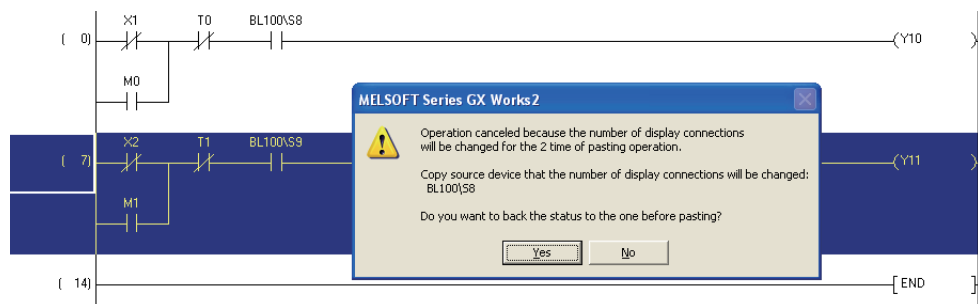 X1 T0 BL100\S8
( 0) (Y10 )
M0
MELSOFT Series GX Works2
Operation canceled because the number of display connections
will be changed for the 2 time of pasting operation.
Copy source device that the number of display connections will be changed:
BL100\S8
Do you want to back the status to the one before pasting?
Yes No
X2 T1 BL100\S9
( 7) (Y11 )
M1
( 14) [END ]